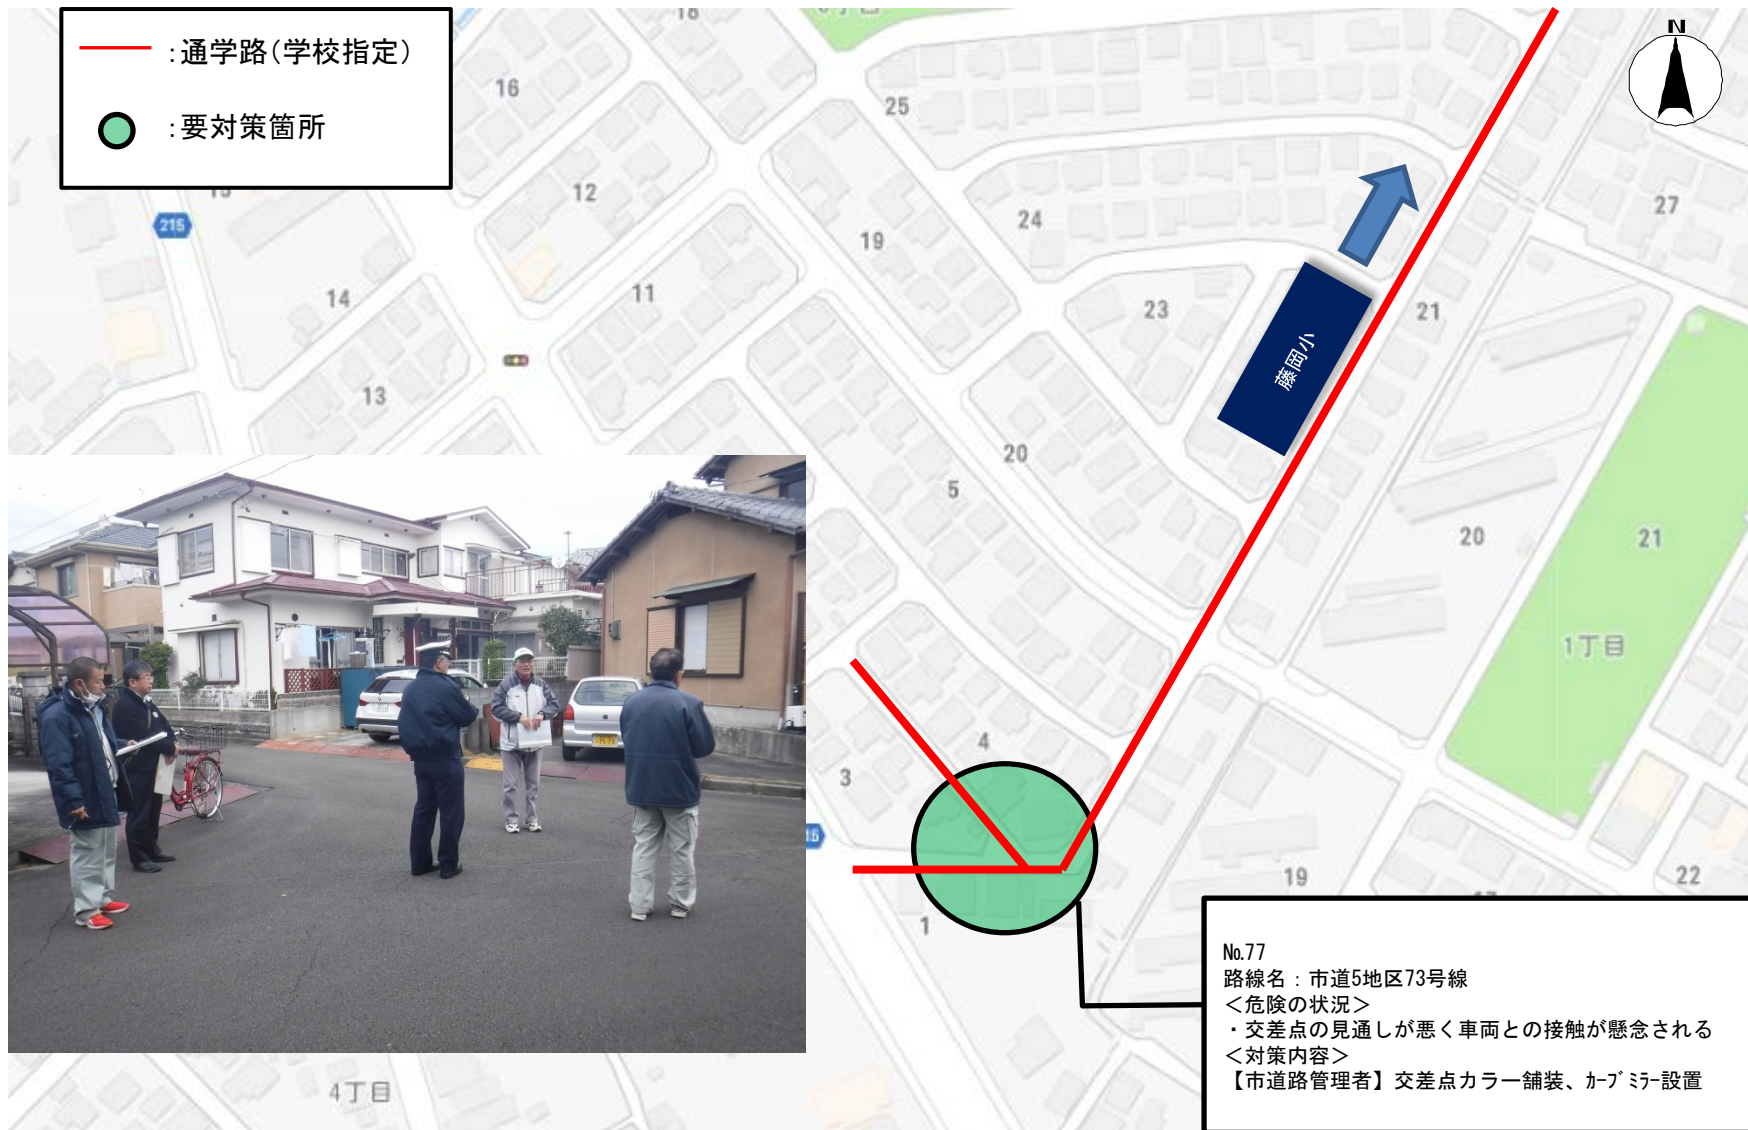 :通学路(学校指定)
:要対策箇所
N
16
25
12
27
215
24
19
14
11
23
21
13
藤岡小
20
5
20
21
1丁目
4
3
1
19
22
No.77
路線名：市道5地区73号線
＜危険の状況＞
・交差点の見通しが悪く車両との接触が懸念される
＜対策内容＞
【市道路管理者】交差点カラー舗装、ｶｰﾌﾞﾐﾗｰ設置
4丁目